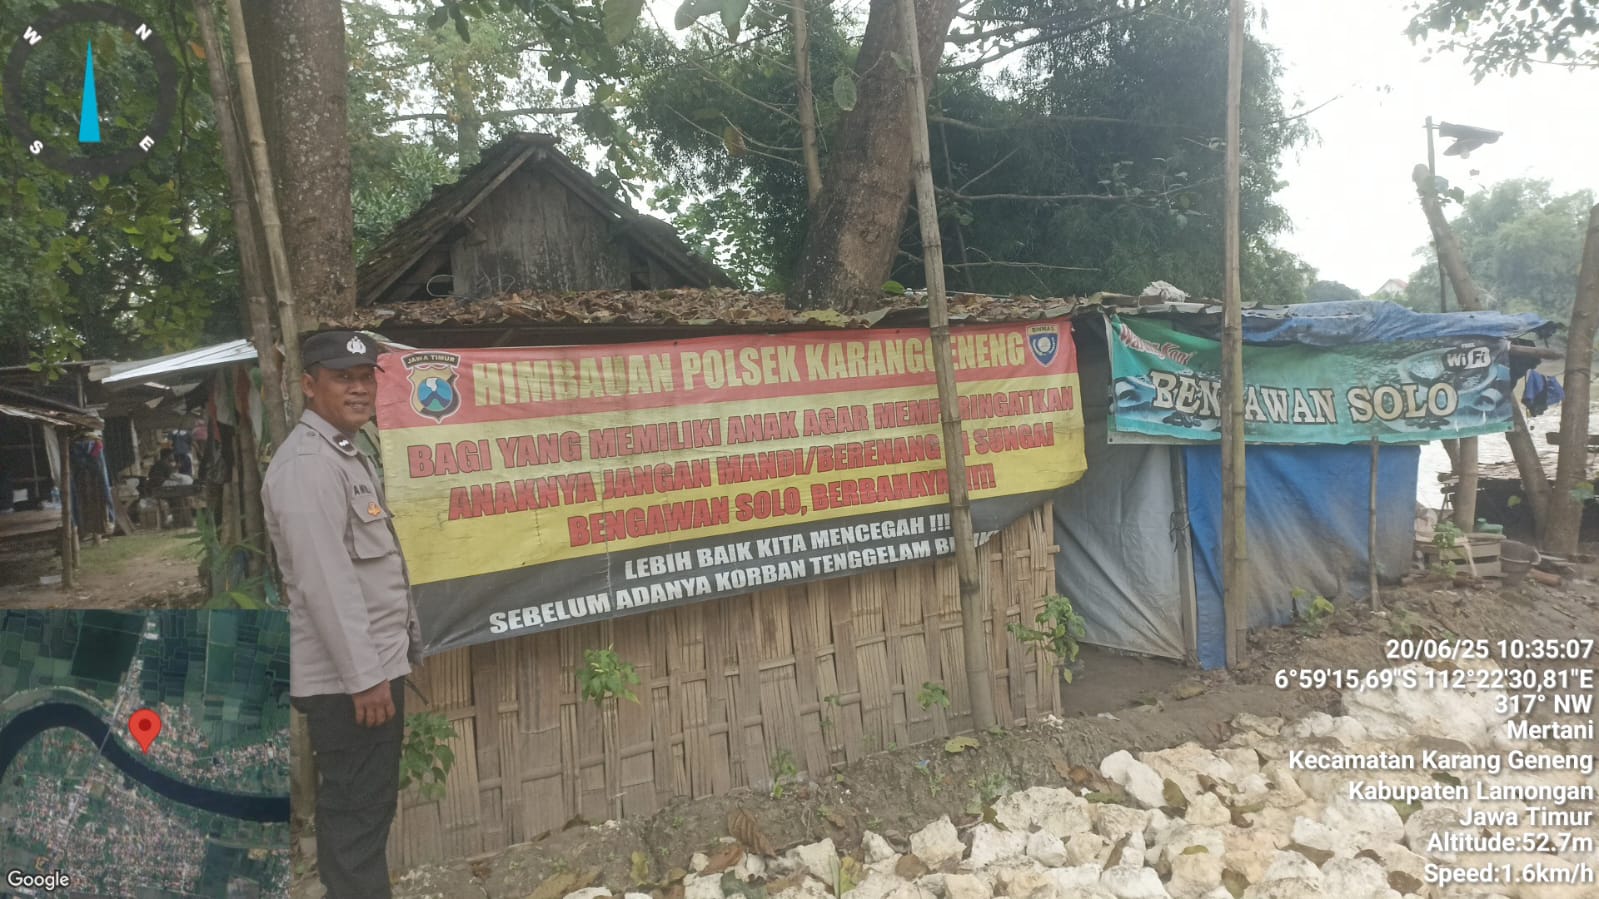 W
N
S
E
JAWA TIMUR
HIMBAUAN POLSEK KARANGGENENG
BINMAS
BAGI YANG MEMILIKI ANAK AGAR MEMPERINGATKAN
ANAKNYA JANGAN MANDI/BERENANG DI SUNGAI
BENGAWAN SOLO, BERBAHAYA !!!!
LEBIH BAIK KITA MENCEGAH !!!
SEBELUM ADANYA KORBAN TENGGELAM
FREE
WiFi
BENGAWAN SOLO
20/06/25 10:35:07
6°59'15,69"S 112°22'30,81"E
317° NW
Mertani
Kecamatan Karang Geneng
Kabupaten Lamongan
Jawa Timur
Altitude:52.7m
Speed:1.6km/h
Google